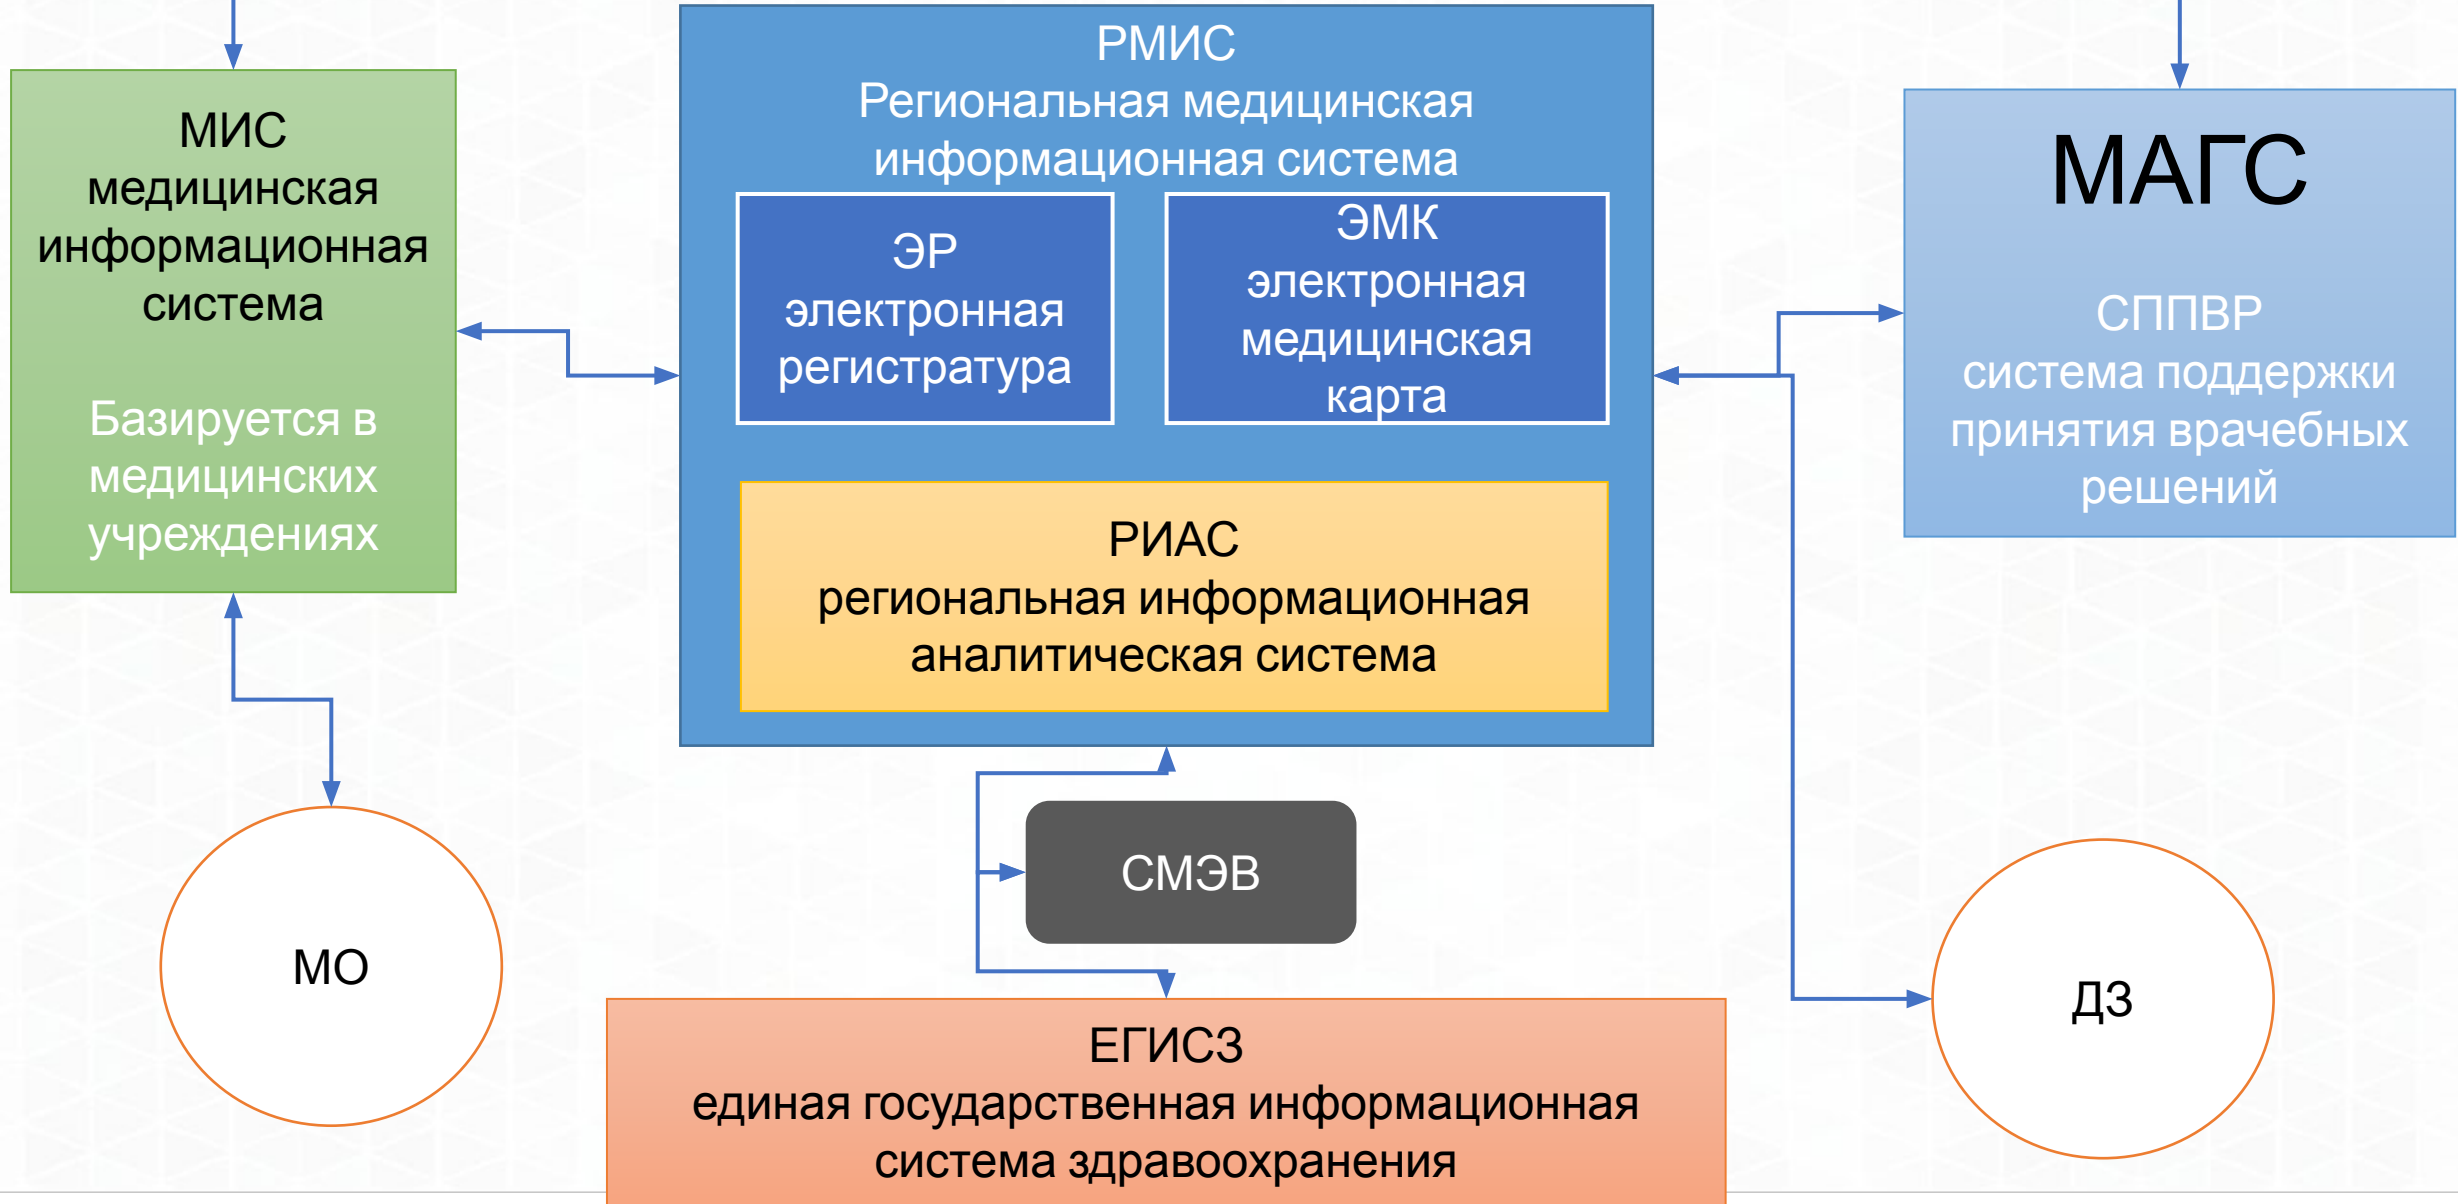 МИС
медицинская
информационная
система
Базируется в
медицинских
учреждениях
РМИС
Региональная медицинская
информационная система
ЭР
электронная
регистратура
ЭМК
электронная
медицинская
карта
РИАС
региональная информационная
аналитическая система
МАГС
СППВР
система поддержки
принятия врачебных
решений
МО
СМЭВ
ДЗ
ЕГИСЗ
единая государственная информационная
система здравоохранения